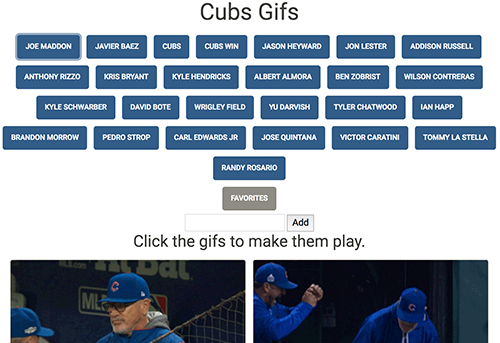 Cubs Gifs
JOE MADDON JAVIER BAEZ CUBS CUBS WIN JASON HEYWARD JON LESTER ADDISON RUSSELL
ANTHONY RIZZO KRIS BRYANT KYLE HENDRICKS ALBERT ALMORA BEN ZOBRIST WILSON CONTRERAS
KYLE SCHWARBER DAVID BOTE WRIGLEY FIELD YU DARVISH TYLER CHATWOOD IAN HAPP
BRANDON MORROW PEDRO STROP CARL EDWARDS JR JOSE QUINTANA VICTOR CARATINI TOMMY LA STELLA
RANDY ROSARIO
FAVORITES
Add
Click the gifs to make them play.
C
C